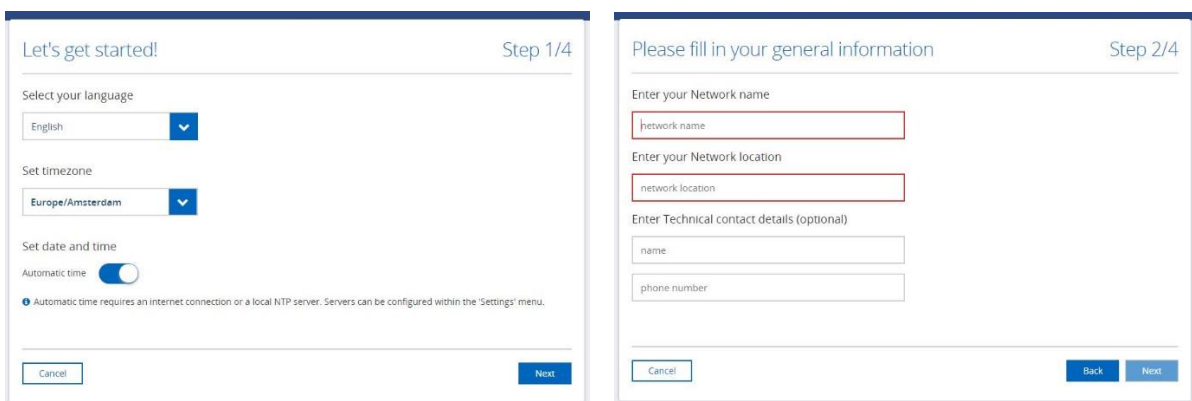 Let's get started!
Step 1/4
Select your language
English
Set timezone
Europe/Amsterdam
Set date and time
Automatic time
Automatic time requires an internet connection or a local NTP server. Servers can be configured within the 'Settings' menu.
Cancel
Next
Please fill in your general information
Step 2/4
Enter your Network name
network name
Enter your Network location
network location
Enter Technical contact details (optional)
name
phone number
Cancel
Back
Next